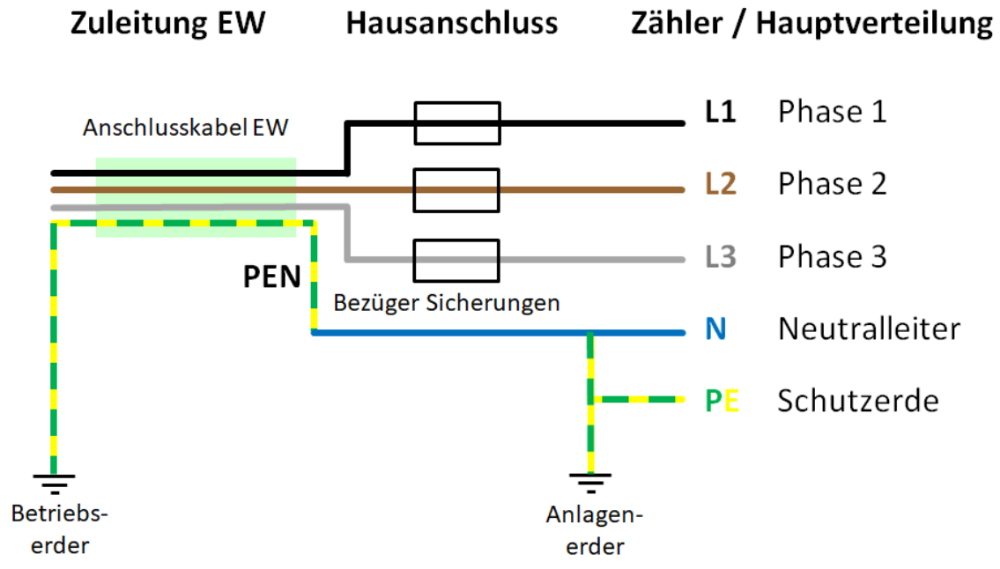 Zuleitung EW Hausanschluss Zähler / Hauptverteilung
Anschlusskabel EW
L1 Phase 1
L2 Phase 2
L3 Phase 3
PEN
Bezüger Sicherungen
N Neutralleiter
PE Schutzerde
Betriebs-
erder
Anlagen-
erder